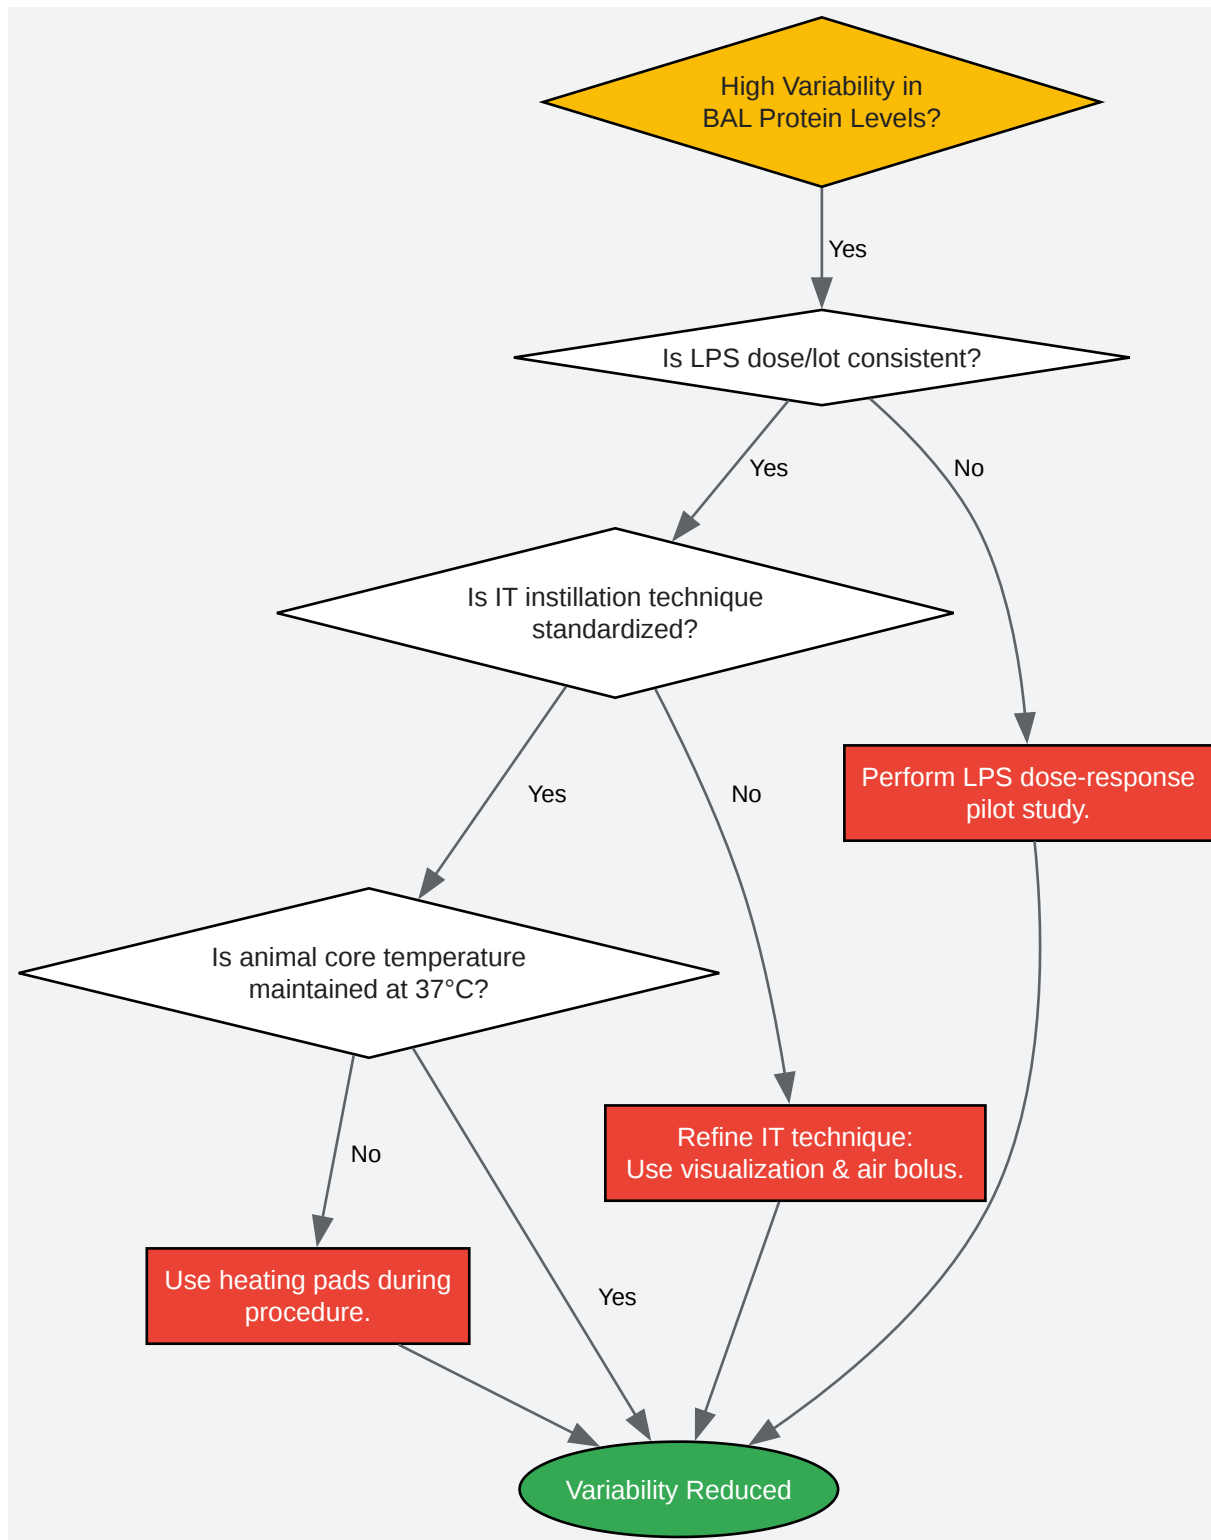 High Variability in
BAL Protein Levels?
Yes
Is LPS dose/lot consistent?
Yes
No
Is IT instillation technique
standardized?
Yes
No
Perform LPS dose-response
pilot study.
Is animal core temperature
maintained at 37°C?
No
Yes
Refine IT technique:
Use visualization & air bolus.
Use heating pads during
procedure.
Variability Reduced